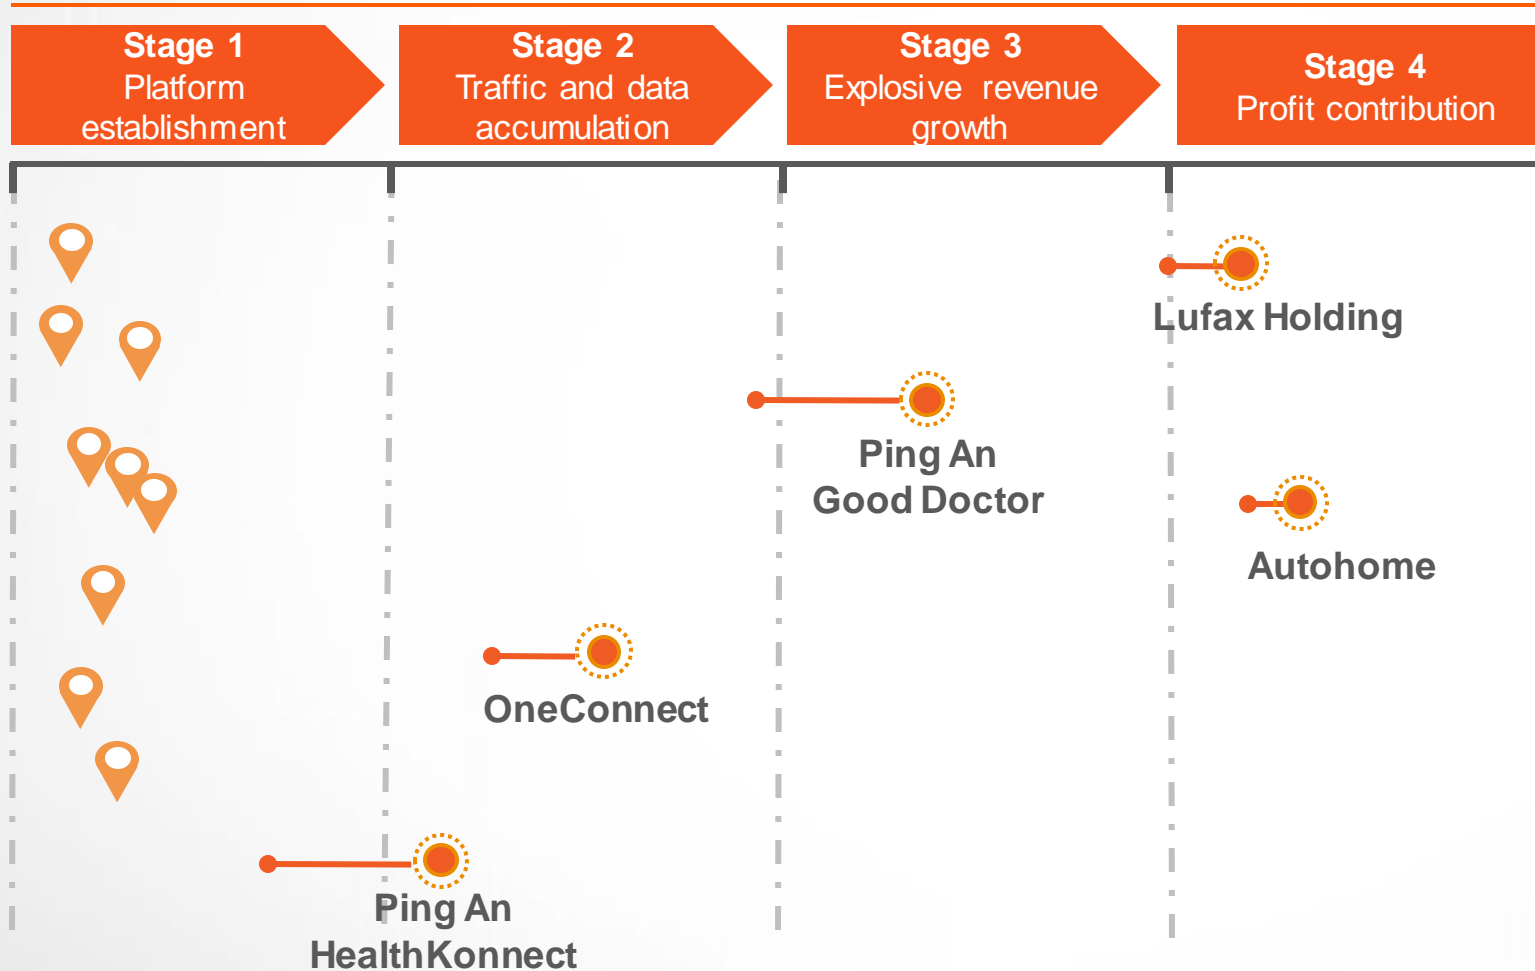 Stage 1
Platform
establishment
Stage 2
Traffic and data
accumulation
Stage 3
Explosive revenue
growth
Stage 4
Profit contribution
Lufax Holding
Ping An
Good Doctor
Autohome
OneConnect
Ping An
HealthKonnect